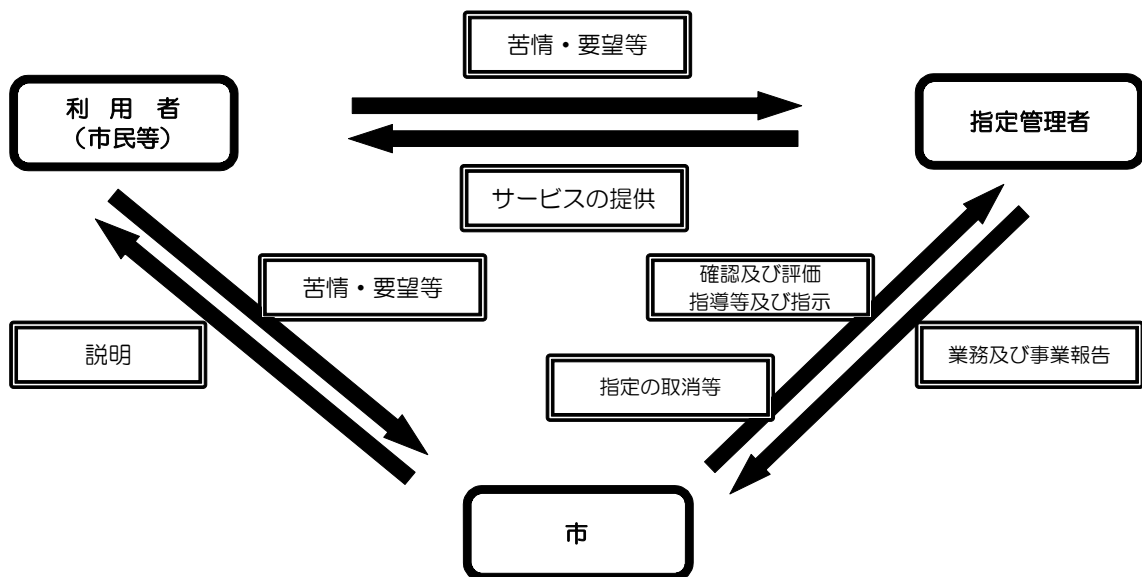 苦情・要望等
利 用 者
（市民等）
指定管理者
サービスの提供
苦情・要望等
確認及び評価
指導等及び指示
説明
業務及び事業報告
指定の取消等
市